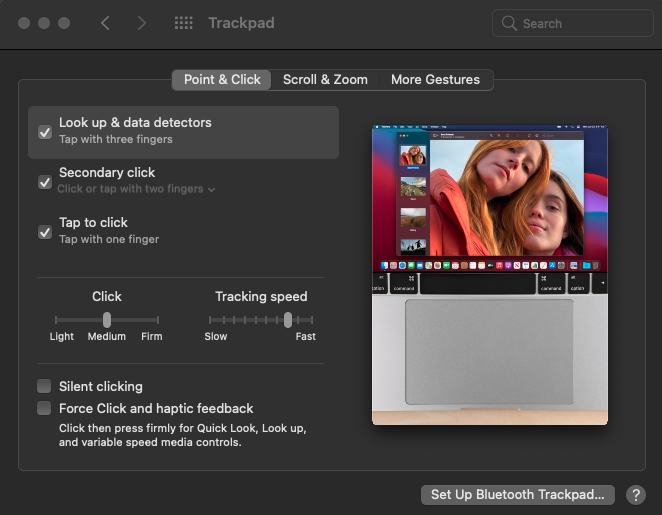 Trackpad
Search
Point & Click
Scroll & Zoom
More Gestures
Look up & data detectors
Tap with three fingers
Secondary click
Click or tap with two fingers
Tap to click
Tap with one finger
Click
Tracking speed
Light
Medium
Firm
Slow
Fast
Silent clicking
Force Click and haptic feedback
Click then press firmly for Quick Look, Look up,
and variable speed media controls.
option
command
command
option
Set Up Bluetooth Trackpad...
?